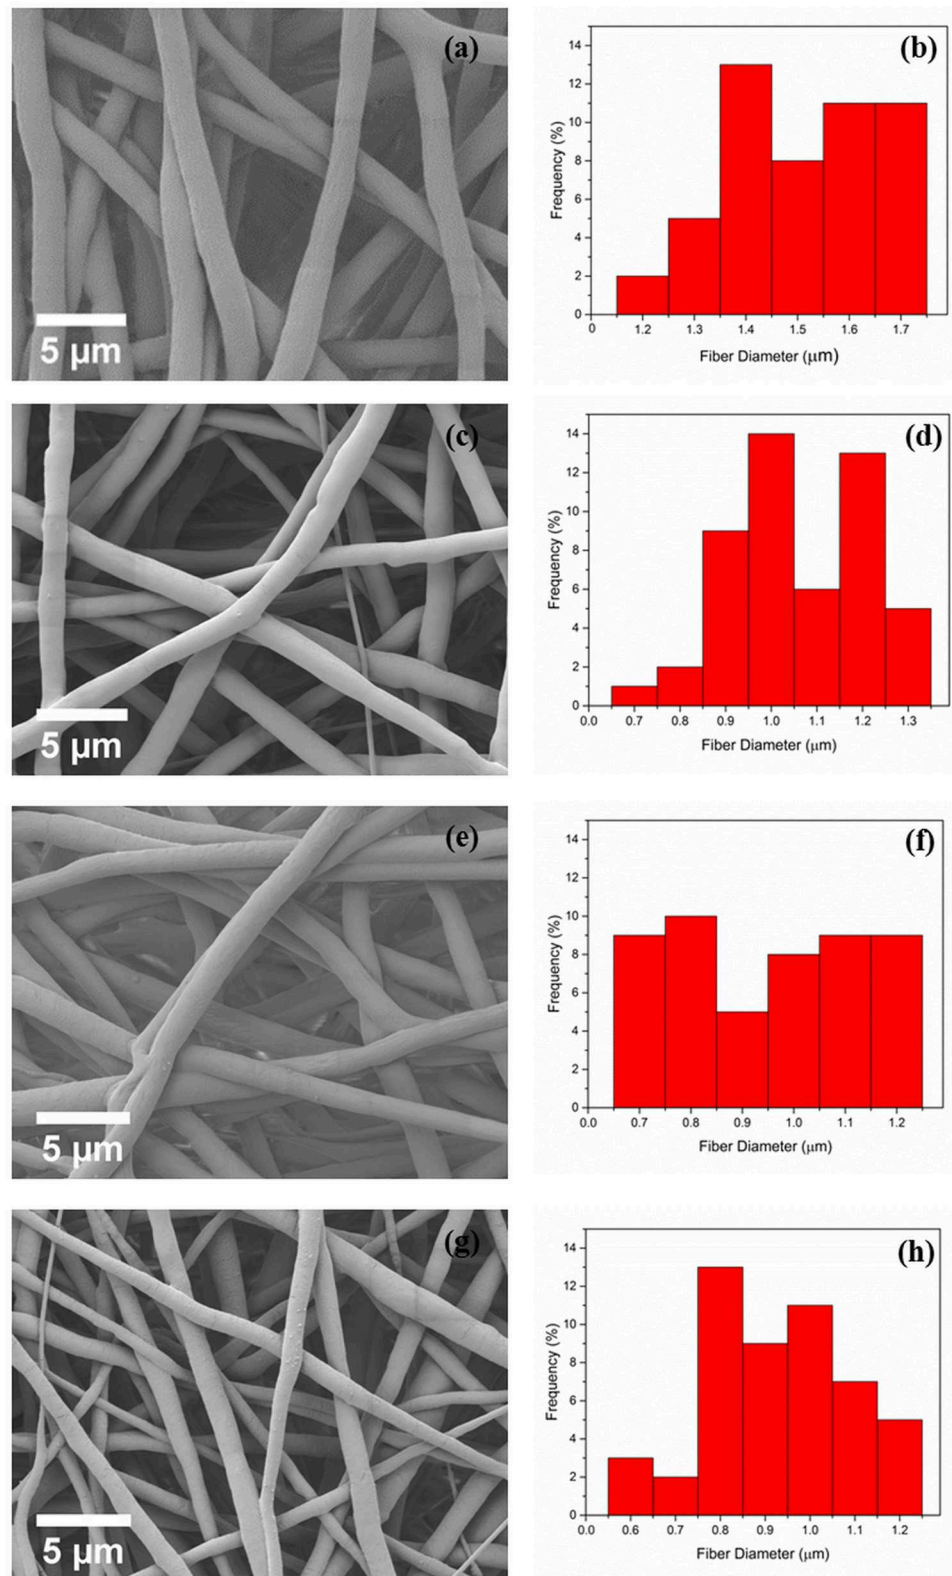 (a)
5 µm
(b)
14
12
10
8
6
4
2
0
Frequency (%)
0 1.2 1.3 1.4 1.5 1.6 1.7
Fiber Diameter (µm)
(c)
5 µm
(d)
14
12
10
8
6
4
2
0
Frequency (%)
0.0 0.7 0.8 0.9 1.0 1.1 1.2 1.3
Fiber Diameter (µm)
(e)
5 µm
(f)
14
12
10
8
6
4
2
0
Frequency (%)
0.0 0.7 0.8 0.9 1.0 1.1 1.2
Fiber Diameter (µm)
(g)
5 µm
(h)
14
12
10
8
6
4
2
0
Frequency (%)
0.0 0.6 0.7 0.8 0.9 1.0 1.1 1.2
Fiber Diameter (µm)